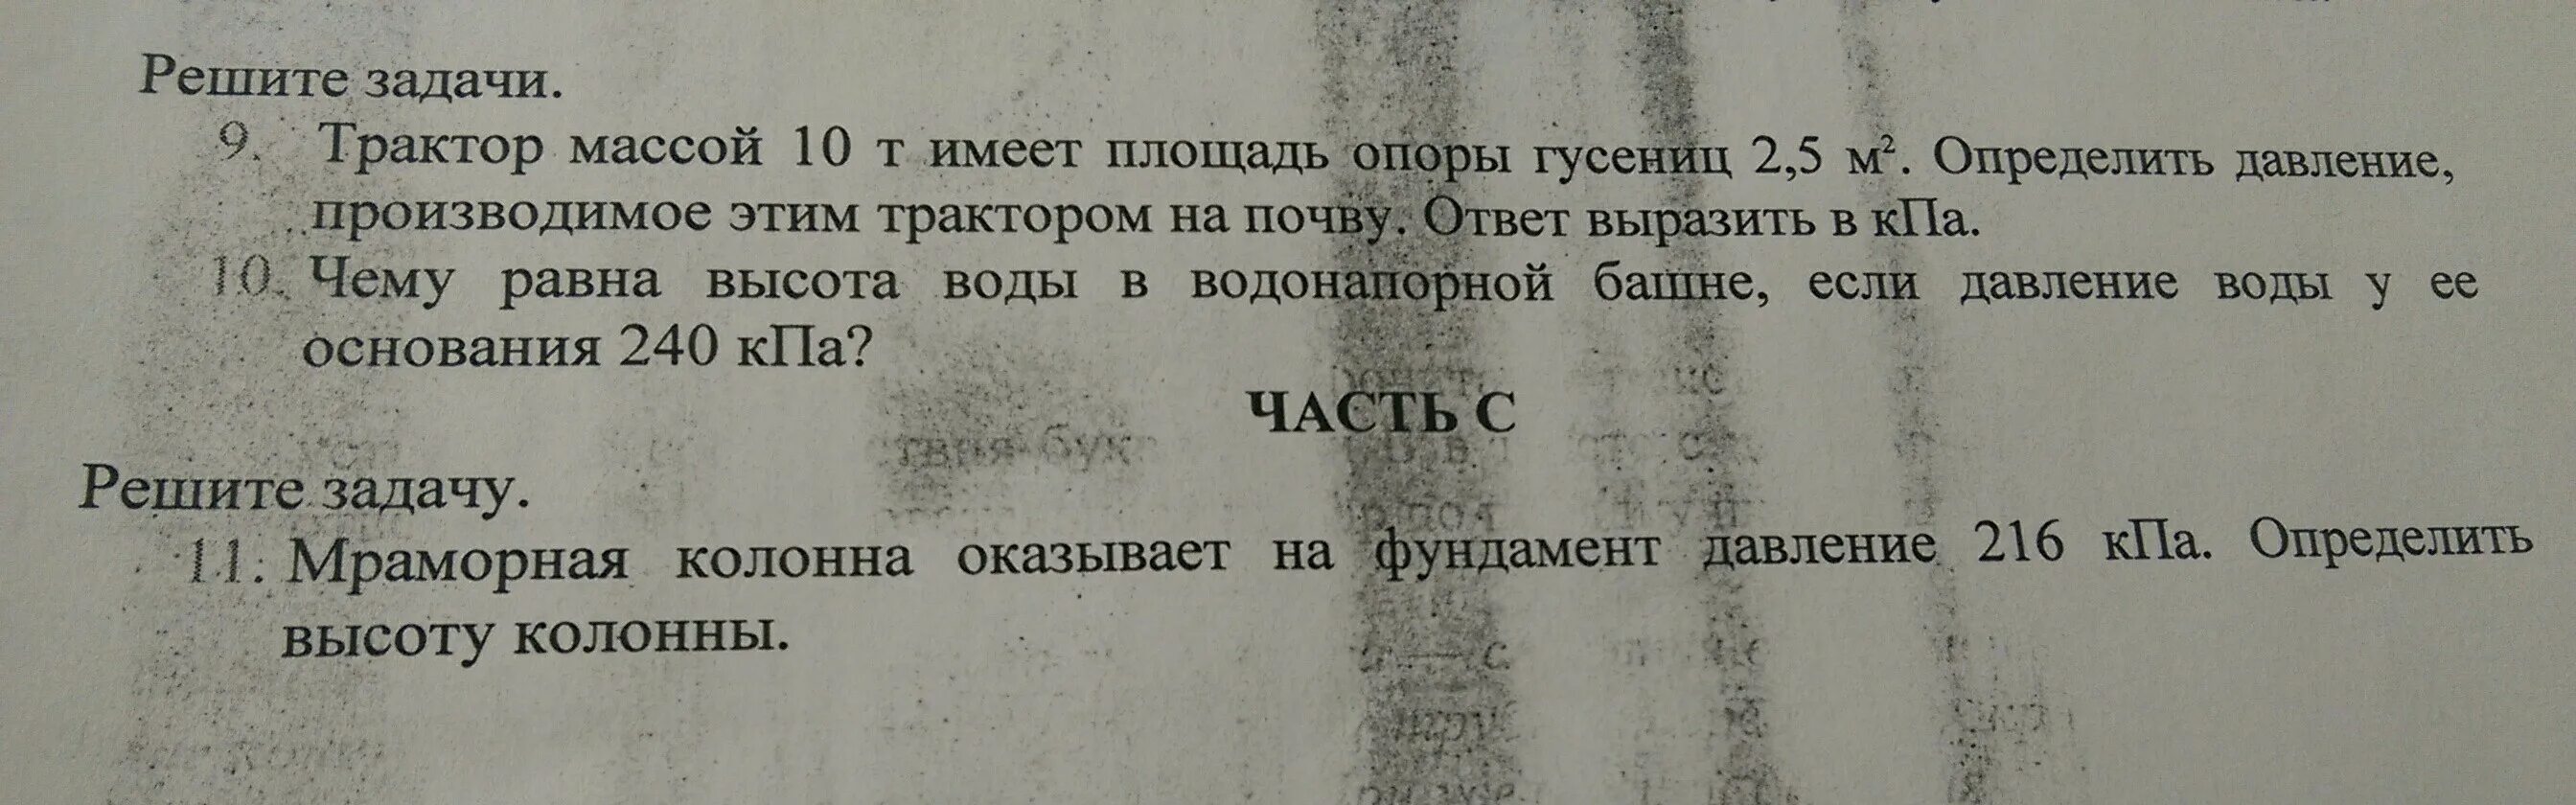 Решите задачи.
9. Трактор массой 10 т имеет площадь опоры гусениц 2,5 м². Определить давление,
производимое этим трактором на почву. Ответ выразить в кПа.
10. Чему равна высота воды в водонапорной башне, если давление воды у ее
основания 240 кПа?
ЧАСТЬ С
Решите задачу.
11. Мраморная колонна оказывает на фундамент давление 216 кПа. Определить
высоту колонны.